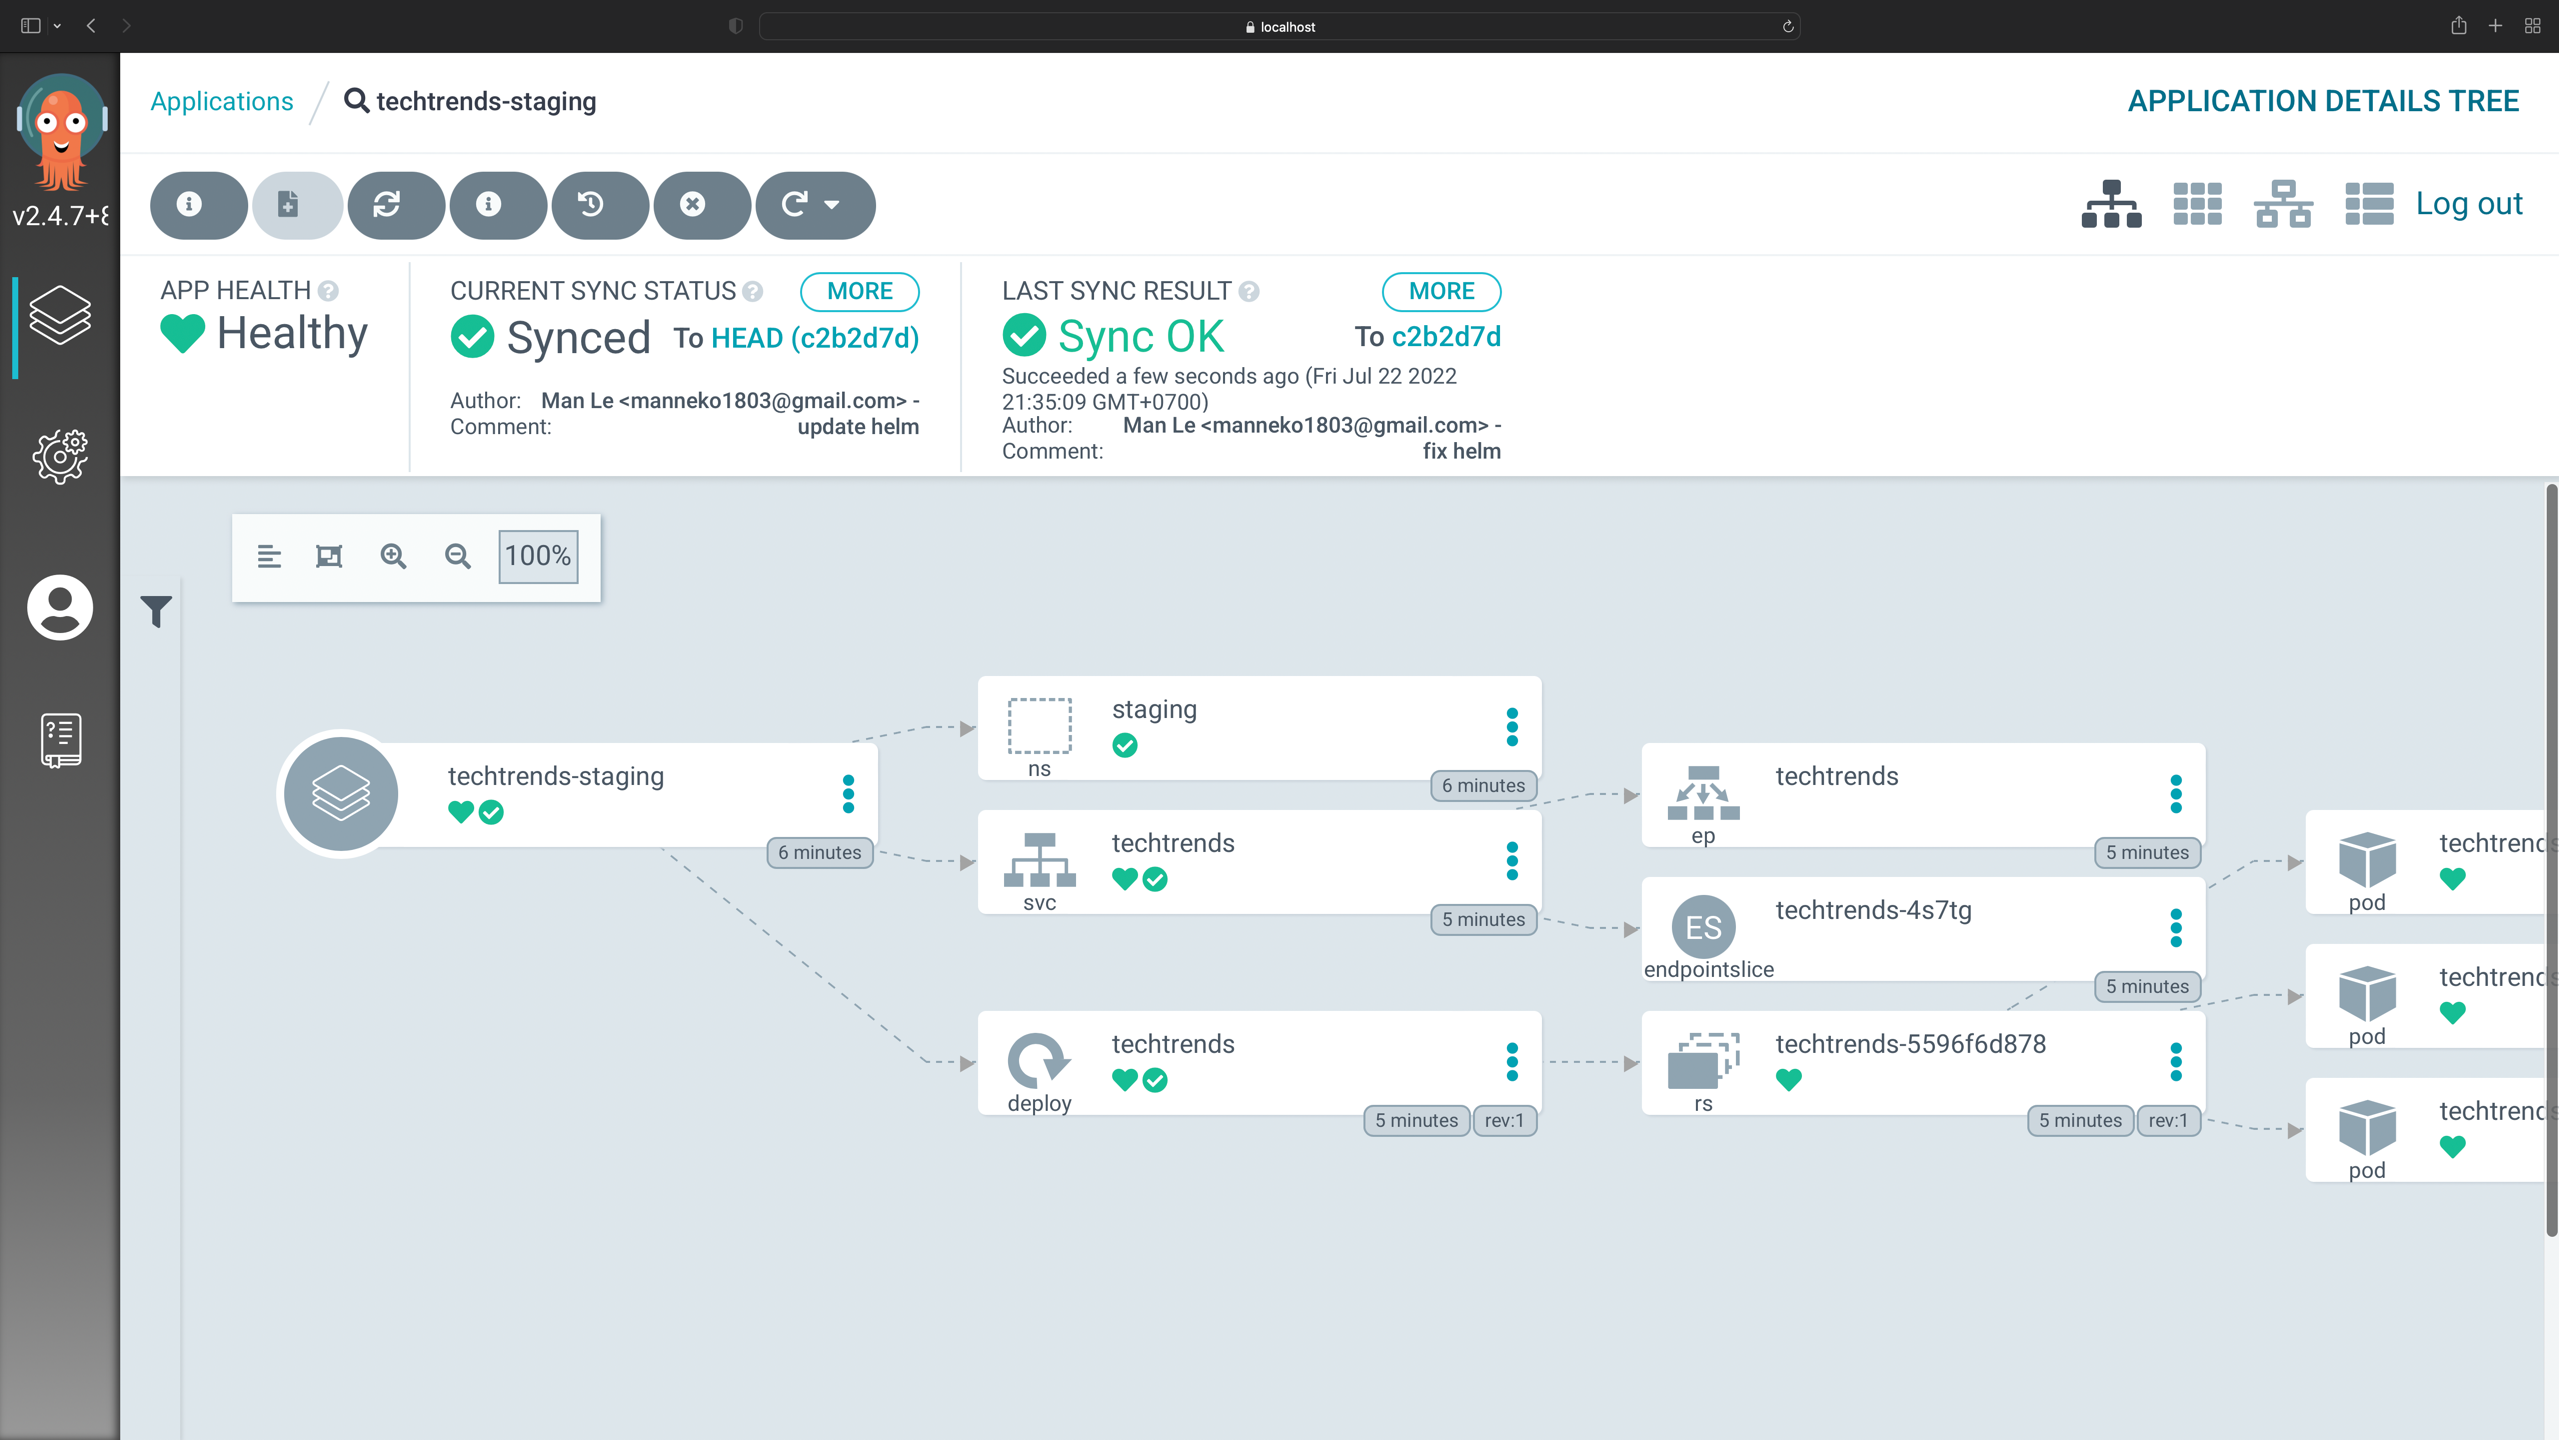 localhost
Applications / techtrends-staging
APPLICATION DETAILS TREE
v2.4.7+8
Log out
APP HEALTH
Healthy
CURRENT SYNC STATUS
MORE
Synced To HEAD (c2b2d7d)
Author: Man Le <manneko1803@gmail.com> -
Comment: update helm
LAST SYNC RESULT
MORE
Sync OK To c2b2d7d
Succeeded a few seconds ago (Fri Jul 22 2022
21:35:09 GMT+0700)
Author: Man Le <manneko1803@gmail.com> -
Comment: fix helm
100%
techtrends-staging
6 minutes
staging
ns
6 minutes
techtrends
svc
5 minutes
techtrends
deploy
5 minutes
rev:1
techtrends
ep
5 minutes
ES
techtrends-4s7tg
endpointslice
5 minutes
techtrends-5596f6d878
rs
5 minutes
rev:1
techtrend
pod
techtrend
pod
techtrend
pod